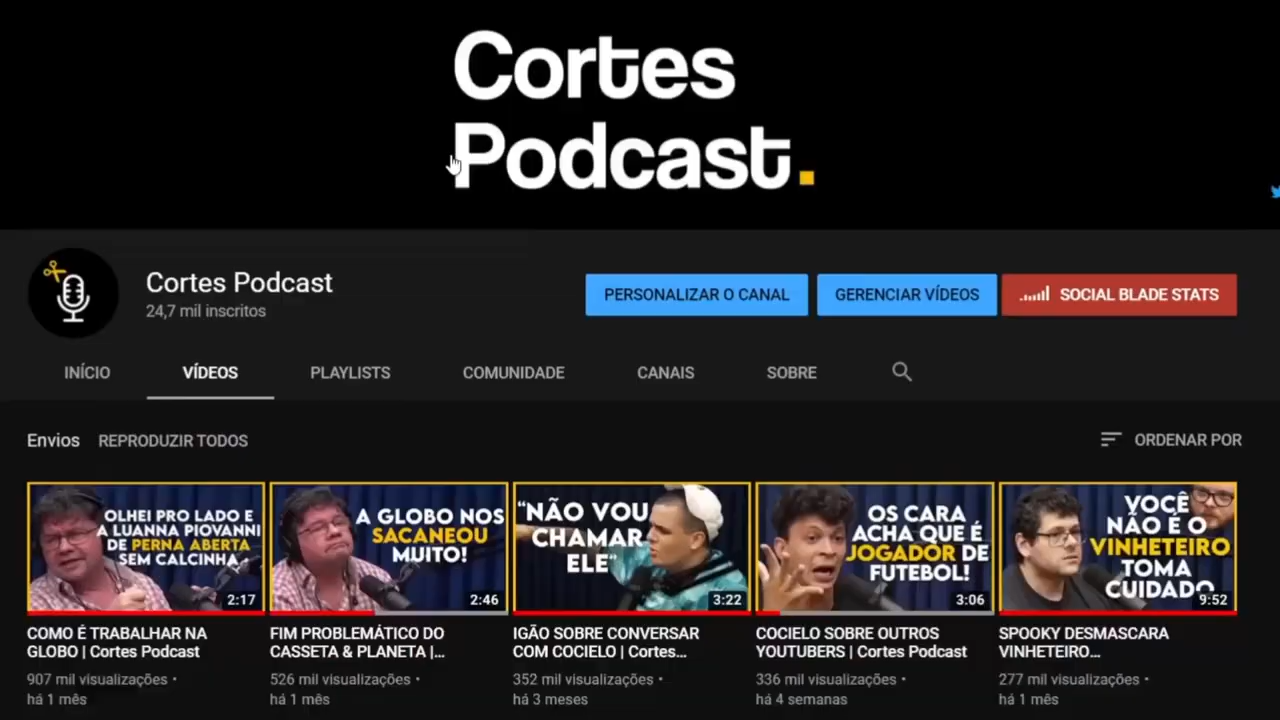 Cortes
Podcast.
Cortes Podcast
24,7 mil inscritos
PERSONALIZAR O CANAL
GERENCIAR VÍDEOS
SOCIAL BLADE STATS
INÍCIO
VÍDEOS
PLAYLISTS
COMUNIDADE
CANAIS
SOBRE
Envios
REPRODUZIR TODOS
ORDENAR POR
OLHEI PRO LADO E
A LUANNA PIOVANNI
DE PERNA ABERTA
SEM CALCINHA
2:17
A GLOBO NOS
SACANEOU
MUITO!
2:46
"NÃO VOU
CHAMAR
ELE"
3:22
OS CARA
ACHA QUE É
JOGADOR DE
FUTEBOL!
3:06
VOCÊ
NÃO É O
VINHETEIRO
TOMA
CUIDADO
9:52
COMO É TRABALHAR NA
GLOBO | Cortes Podcast
907 mil visualizações •
há 1 mês
FIM PROBLEMÁTICO DO
CASSETA & PLANETA |...
526 mil visualizações •
há 1 mês
IGÃO SOBRE CONVERSAR
COM COCIELO | Cortes...
352 mil visualizações •
há 3 meses
COCIELO SOBRE OUTROS
YOUTUBERS | Cortes Podcast
336 mil visualizações •
há 4 semanas
SPOOKY DESMASCARA
VINHETEIRO...
277 mil visualizações •
há 1 mês